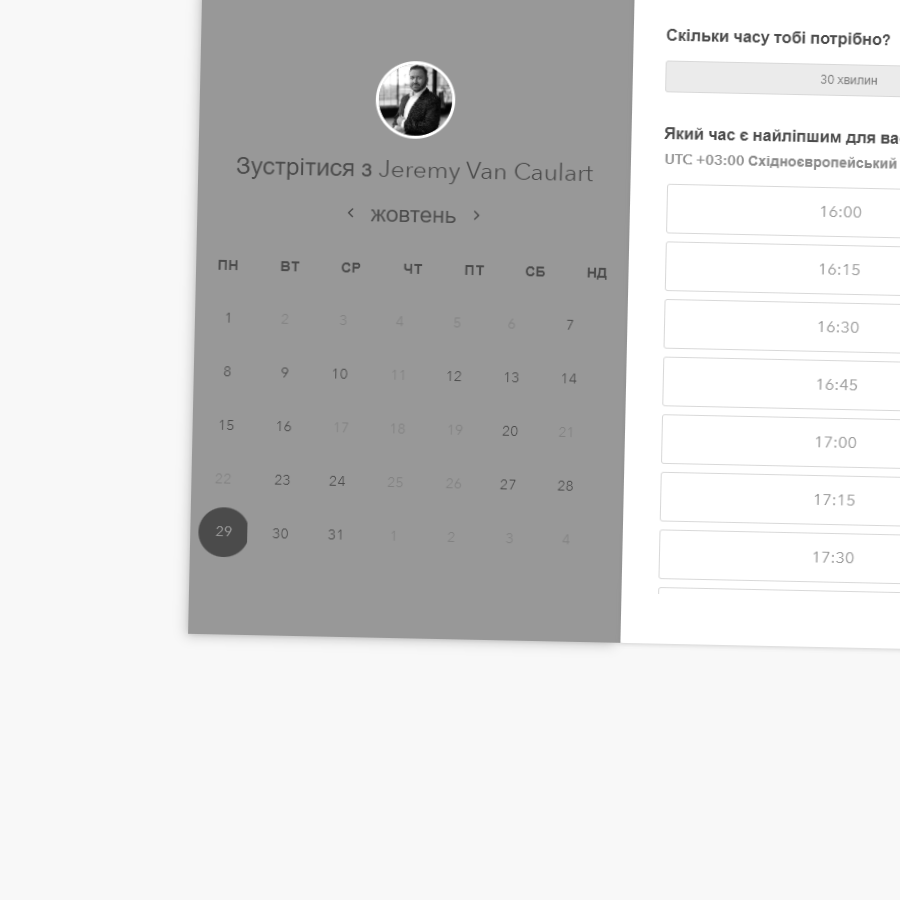 Зустрітися з Jeremy Van Caulart
жовтень
ПН ВТ СР ЧТ ПТ СБ НД
1 2 3 4 5 6 7
8 9 10 11 12 13 14
15 16 17 18 19 20 21
22 23 24 25 26 27 28
29 30 31 1 2 3 4
Скільки часу тобі потрібно?
30 хвилин
Який час є найліпшим для
UTC +03:00 Східноєвропейський
16:00
16:15
16:30
16:45
17:00
17:15
17:30